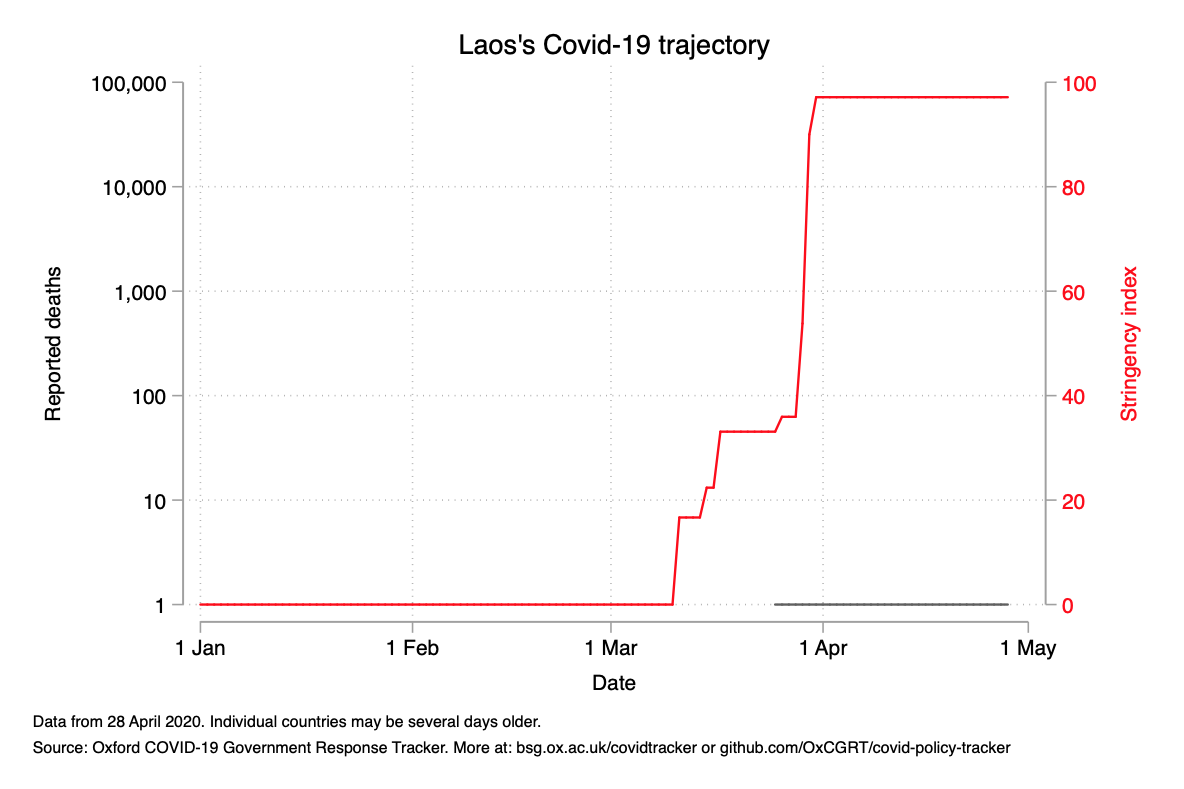 Laos's Covid-19 trajectory
100,000
10,000
1,000
100
10
1
Reported deaths
100
80
60
40
20
0
Stringency index
1 Jan
1 Feb
1 Mar
1 Apr
1 May
Date
Data from 28 April 2020. Individual countries may be several days older.
Source: Oxford COVID-19 Government Response Tracker. More at: bsg.ox.ac.uk/covidtracker or github.com/OxCGRT/covid-policy-tracker